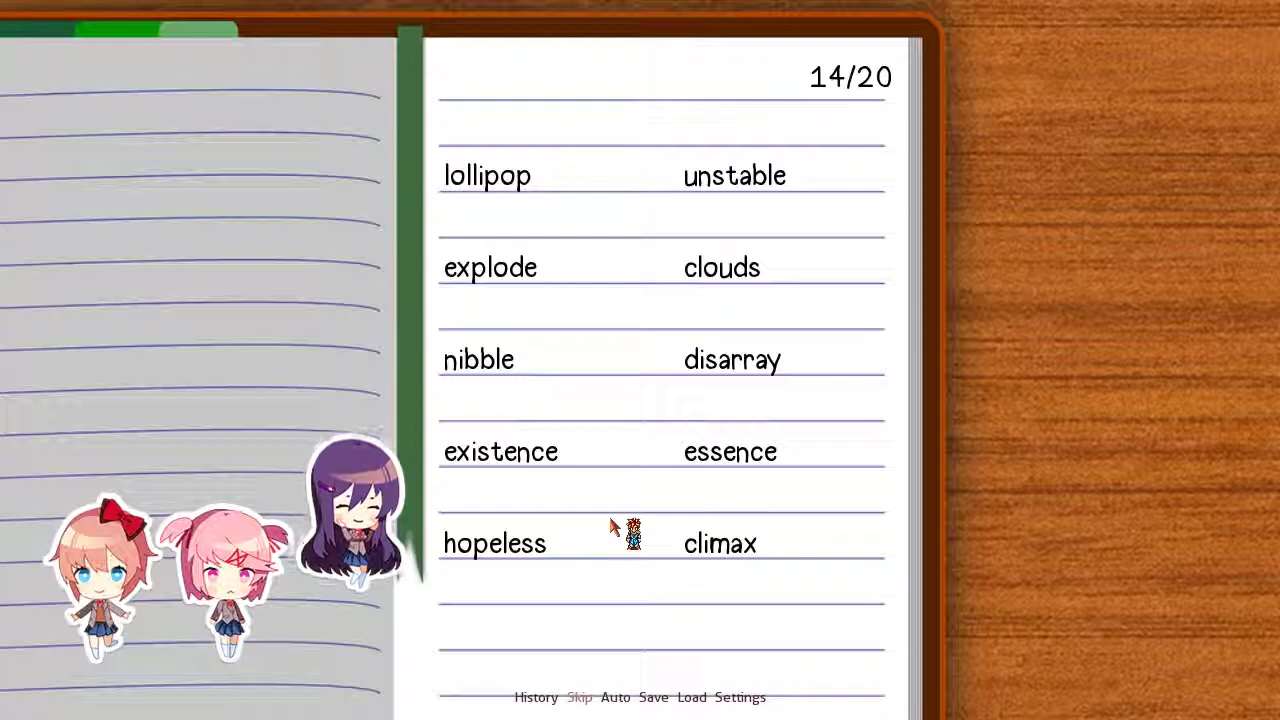 14/20
lollipop unstable
explode clouds
nibble disarray
existence essence
hopeless climax
History Skip Auto Save Load Settings